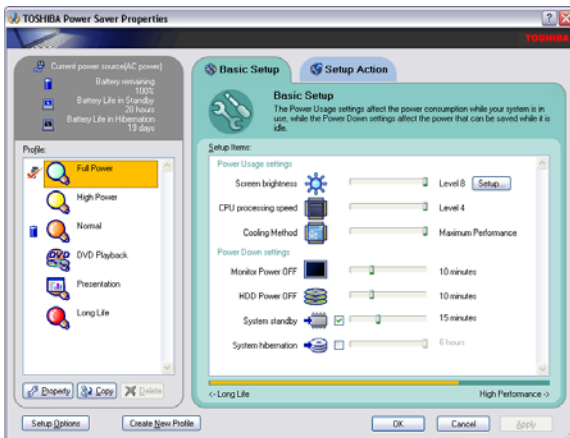 TOSHIBA Power Saver Properties
TOSHIBA
Current power source(AC power)
Battery remaining
100%
Battery Life in Standby
29 hours
Battery Life in Hibernation
19 days
Profile:
Full Power
High Power
Normal
DVD Playback
Presentation
Long Life
Property
Copy
Delete
Setup Options
Create New Profile
Basic Setup
Setup Action
Basic Setup
The Power Usage settings affect the power consumption while your system is in
use, while the Power Down settings affect the power that can be saved while it is
idle.
Setup Items:
Power Usage settings
Screen brightness
Level 8
Setup...
CPU processing speed
Level 4
Cooling Method
Maximum Performance
Power Down settings
Monitor Power OFF
10 minutes
HDD Power OFF
10 minutes
System standby
15 minutes
System hibernation
6 hours
<- Long Life
High Performance ->
OK
Cancel
Apply